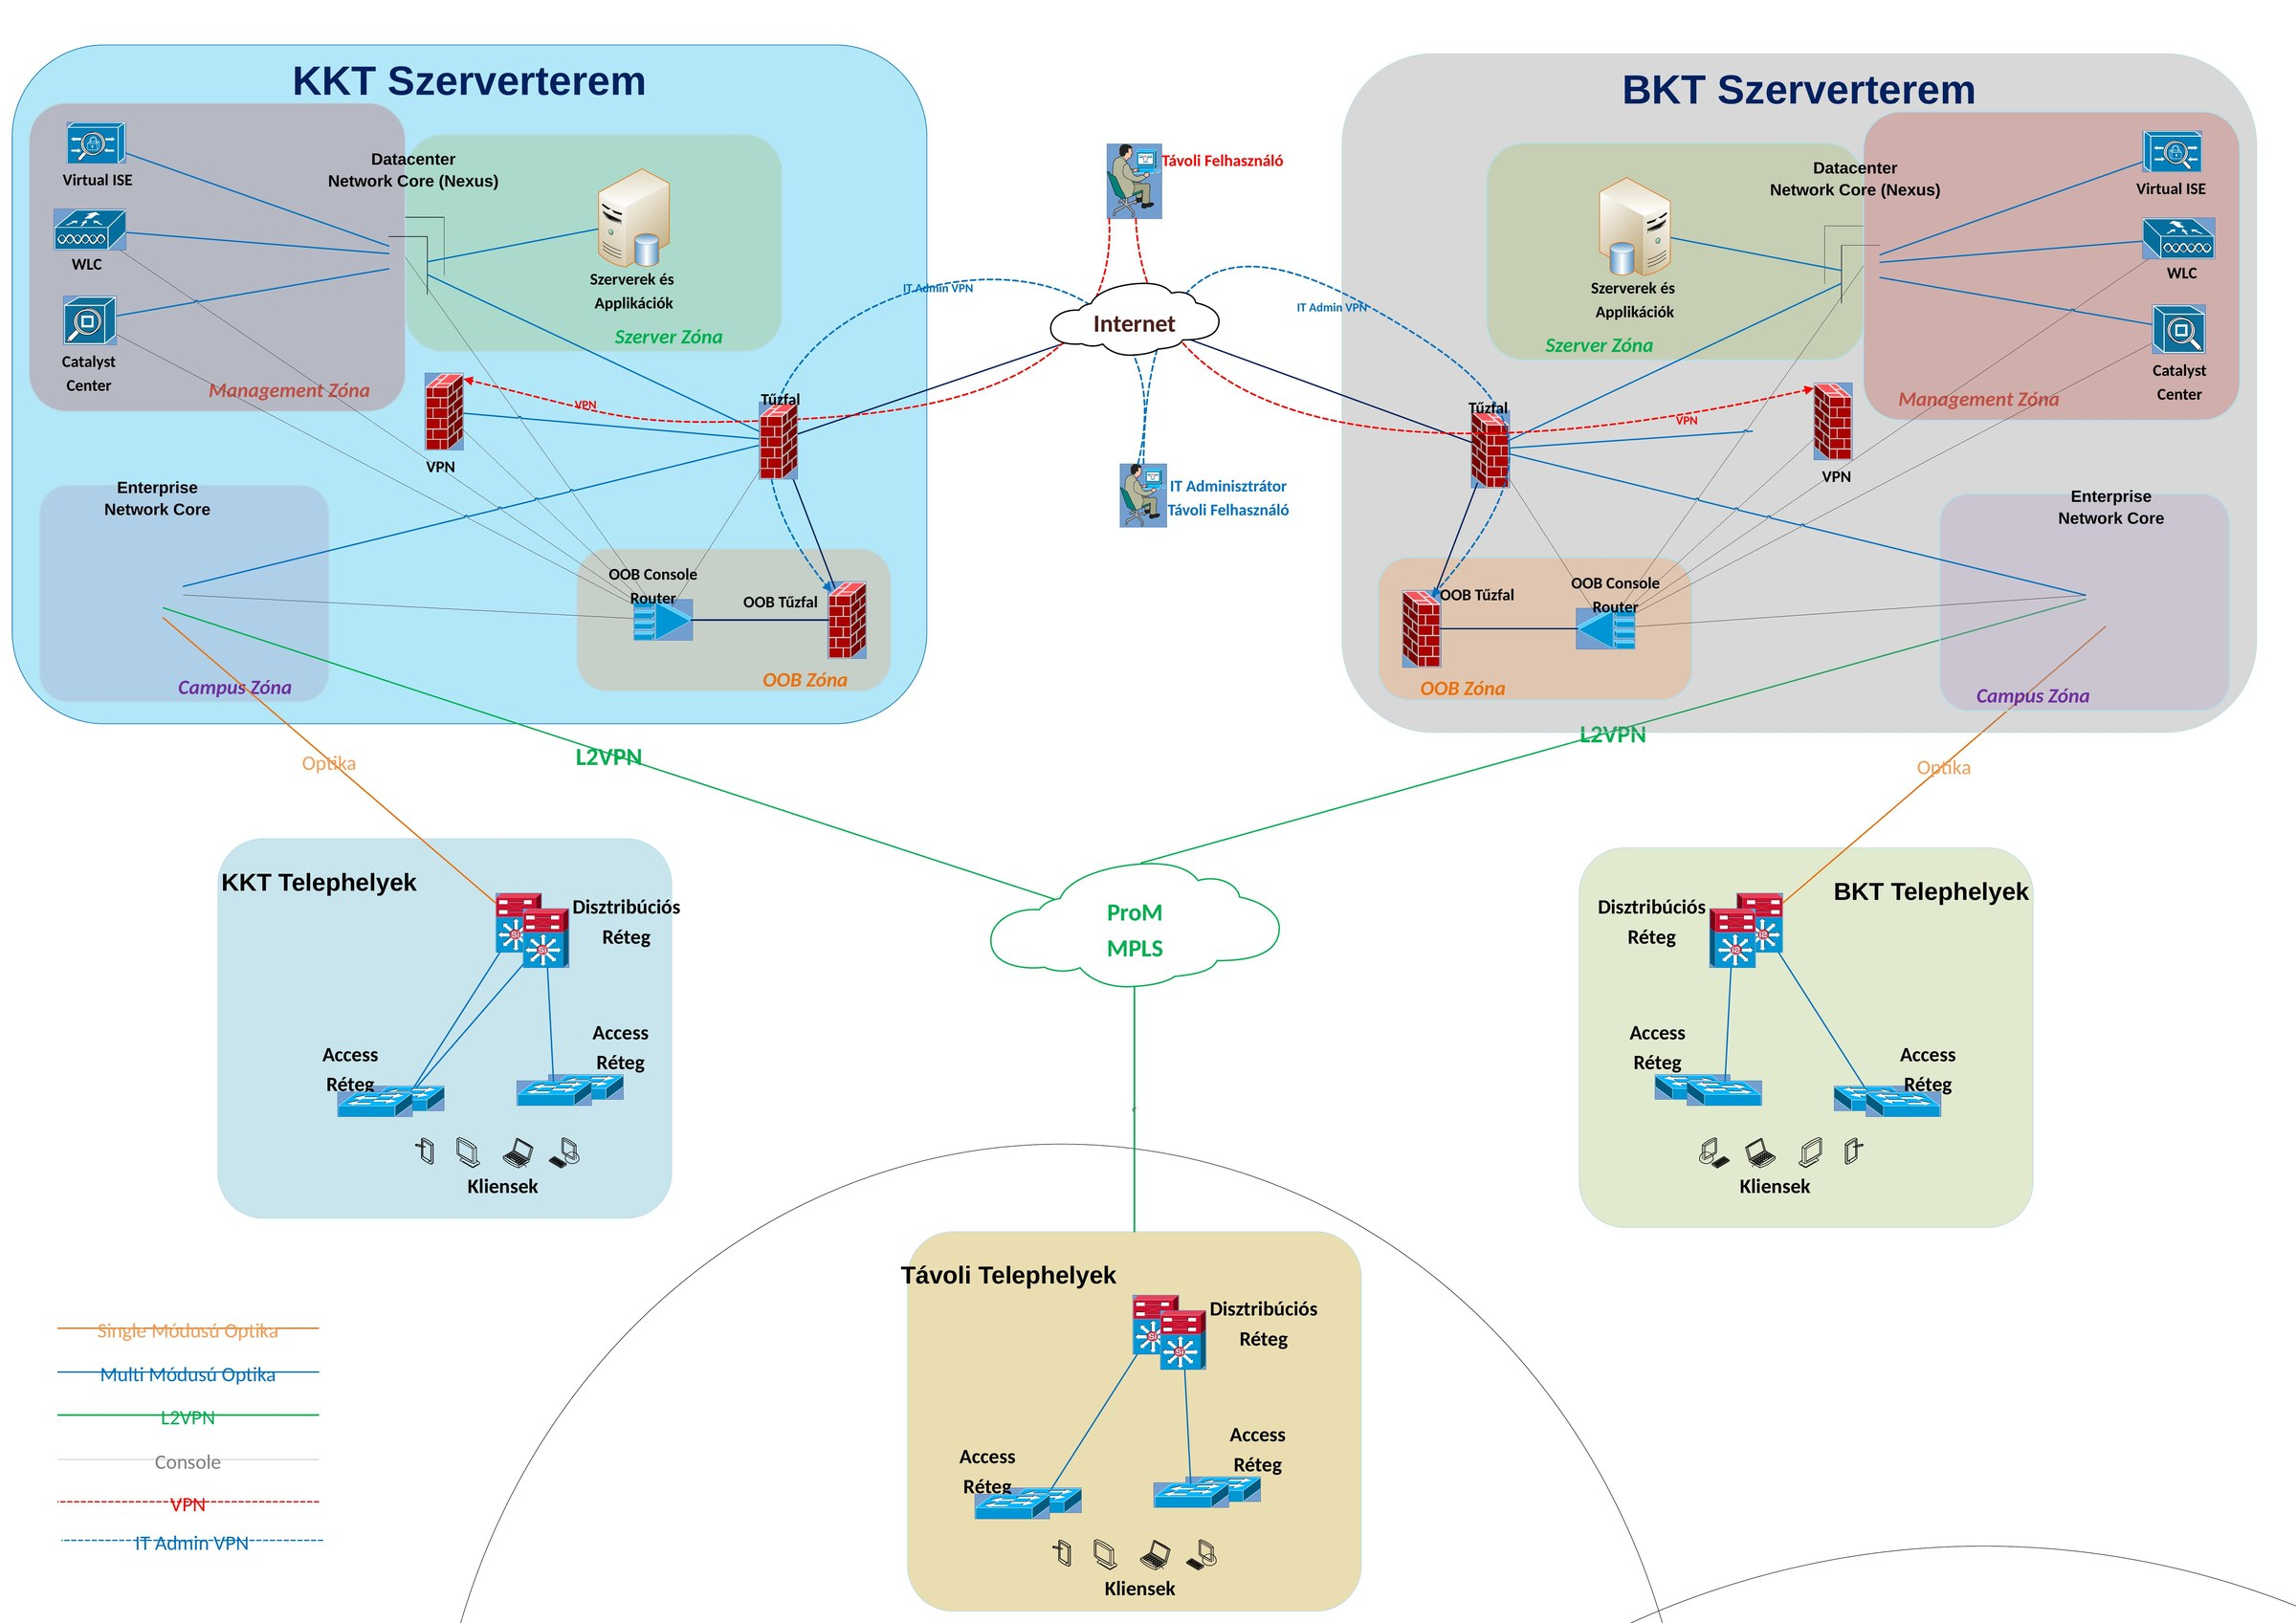 KKT Szerverterem
Virtual ISE
WLC
Catalyst
Center
Management Zóna
Datacenter
Network Core (Nexus)
Szerverek és
Applikációk
Szerver Zóna
VPN
VPN
Tűzfal
IT Admin VPN
Enterprise
Network Core
Campus Zóna
OOB Console
Router
OOB Tűzfal
OOB Zóna
Távoli Felhasználó
Internet
IT Adminisztrátor
Távoli Felhasználó
BKT Szerverterem
IT Admin VPN
Datacenter
Network Core (Nexus)
Szerverek és
Applikációk
Szerver Zóna
Virtual ISE
WLC
Catalyst
Center
Management Zóna
Tűzfal
VPN
VPN
OOB Tűzfal
OOB Console
Router
OOB Zóna
Enterprise
Network Core
Campus Zóna
Optika
L2VPN
L2VPN
Optika
KKT Telephelyek
Disztribúciós
Réteg
Access
Réteg
Access
Réteg
Kliensek
ProM
MPLS
BKT Telephelyek
Disztribúciós
Réteg
Access
Réteg
Access
Réteg
Kliensek
Távoli Telephelyek
Disztribúciós
Réteg
Access
Réteg
Access
Réteg
Kliensek
Single Módusú Optika
Multi Módusú Optika
L2VPN
Console
VPN
IT Admin VPN